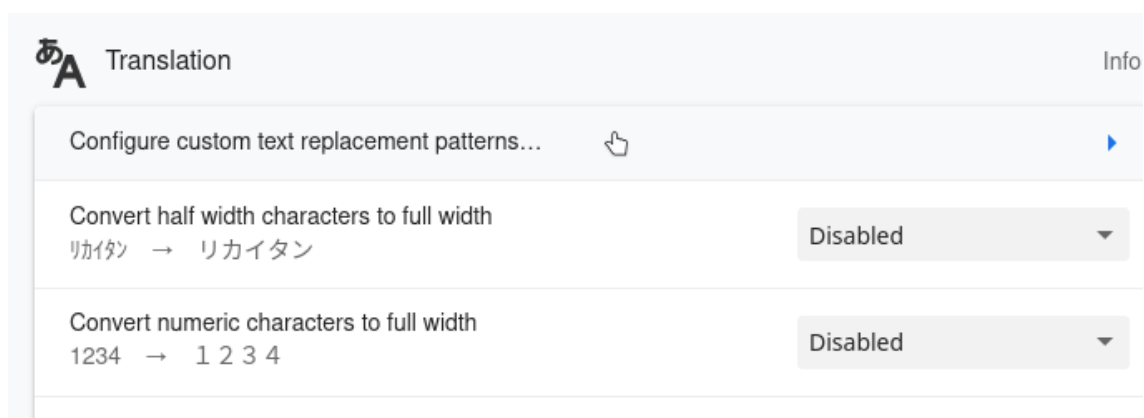 あA Translation Info
Configure custom text replacement patterns…
Convert half width characters to full width
ﾘｶｲﾀﾝ → リカイタン
Disabled
Convert numeric characters to full width
1234 → １２３４
Disabled